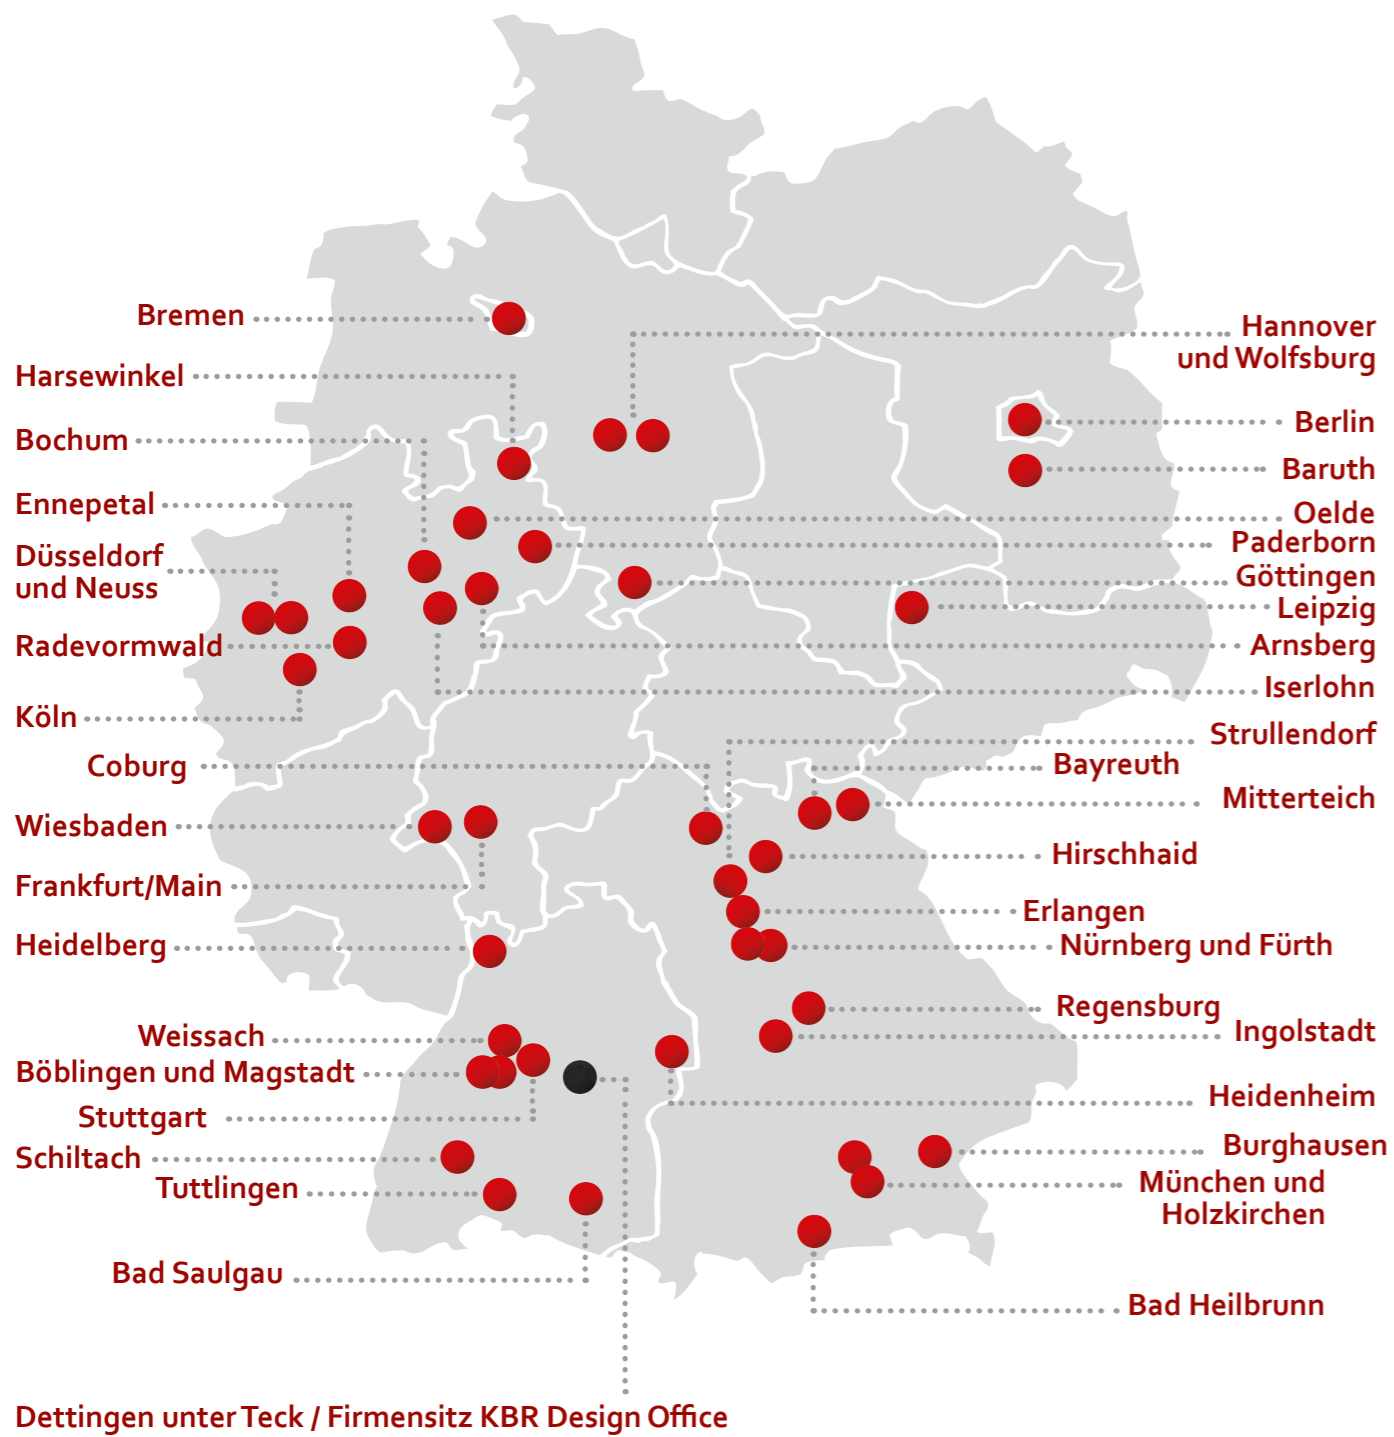 Bremen
Harsewinkel
Bochum
Ennepetal
Düsseldorf
und Neuss
Radevormwald
Köln
Coburg
Wiesbaden
Frankfurt/Main
Heidelberg
Weissach
Böblingen und Magstadt
Stuttgart
Schiltach
Tuttlingen
Bad Saulgau
Hannover
und Wolfsburg
Berlin
Baruth
Oelde
Paderborn
Göttingen
Leipzig
Arnsberg
Iserlohn
Strullendorf
Bayreuth
Mitterteich
Hirschhaid
Erlangen
Nürnberg und Fürth
Regensburg
Ingolstadt
Heidenheim
Burghausen
München und
Holzkirchen
Bad Heilbrunn
Dettingen unter Teck / Firmensitz KBR Design Office